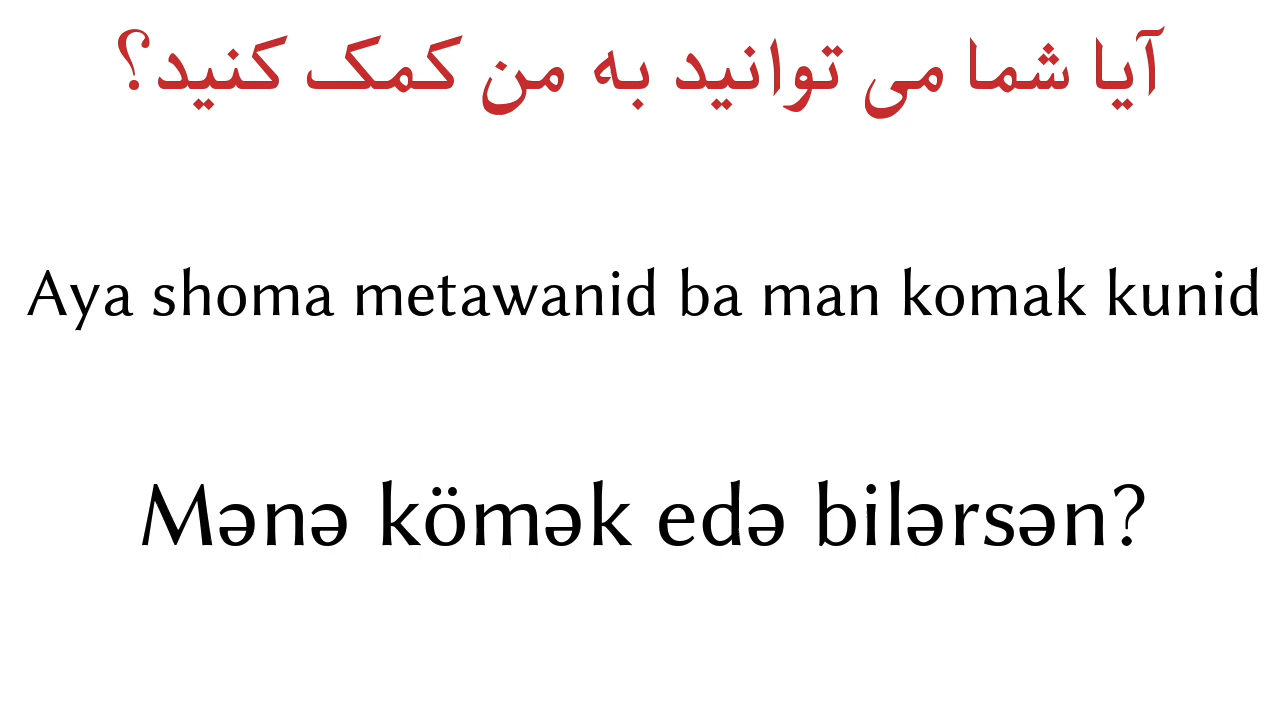 آیا شما می توانید به من کمک کنید؟
Aya shoma metawanid ba man komak kunid
Mənə kömək edə bilərsən?